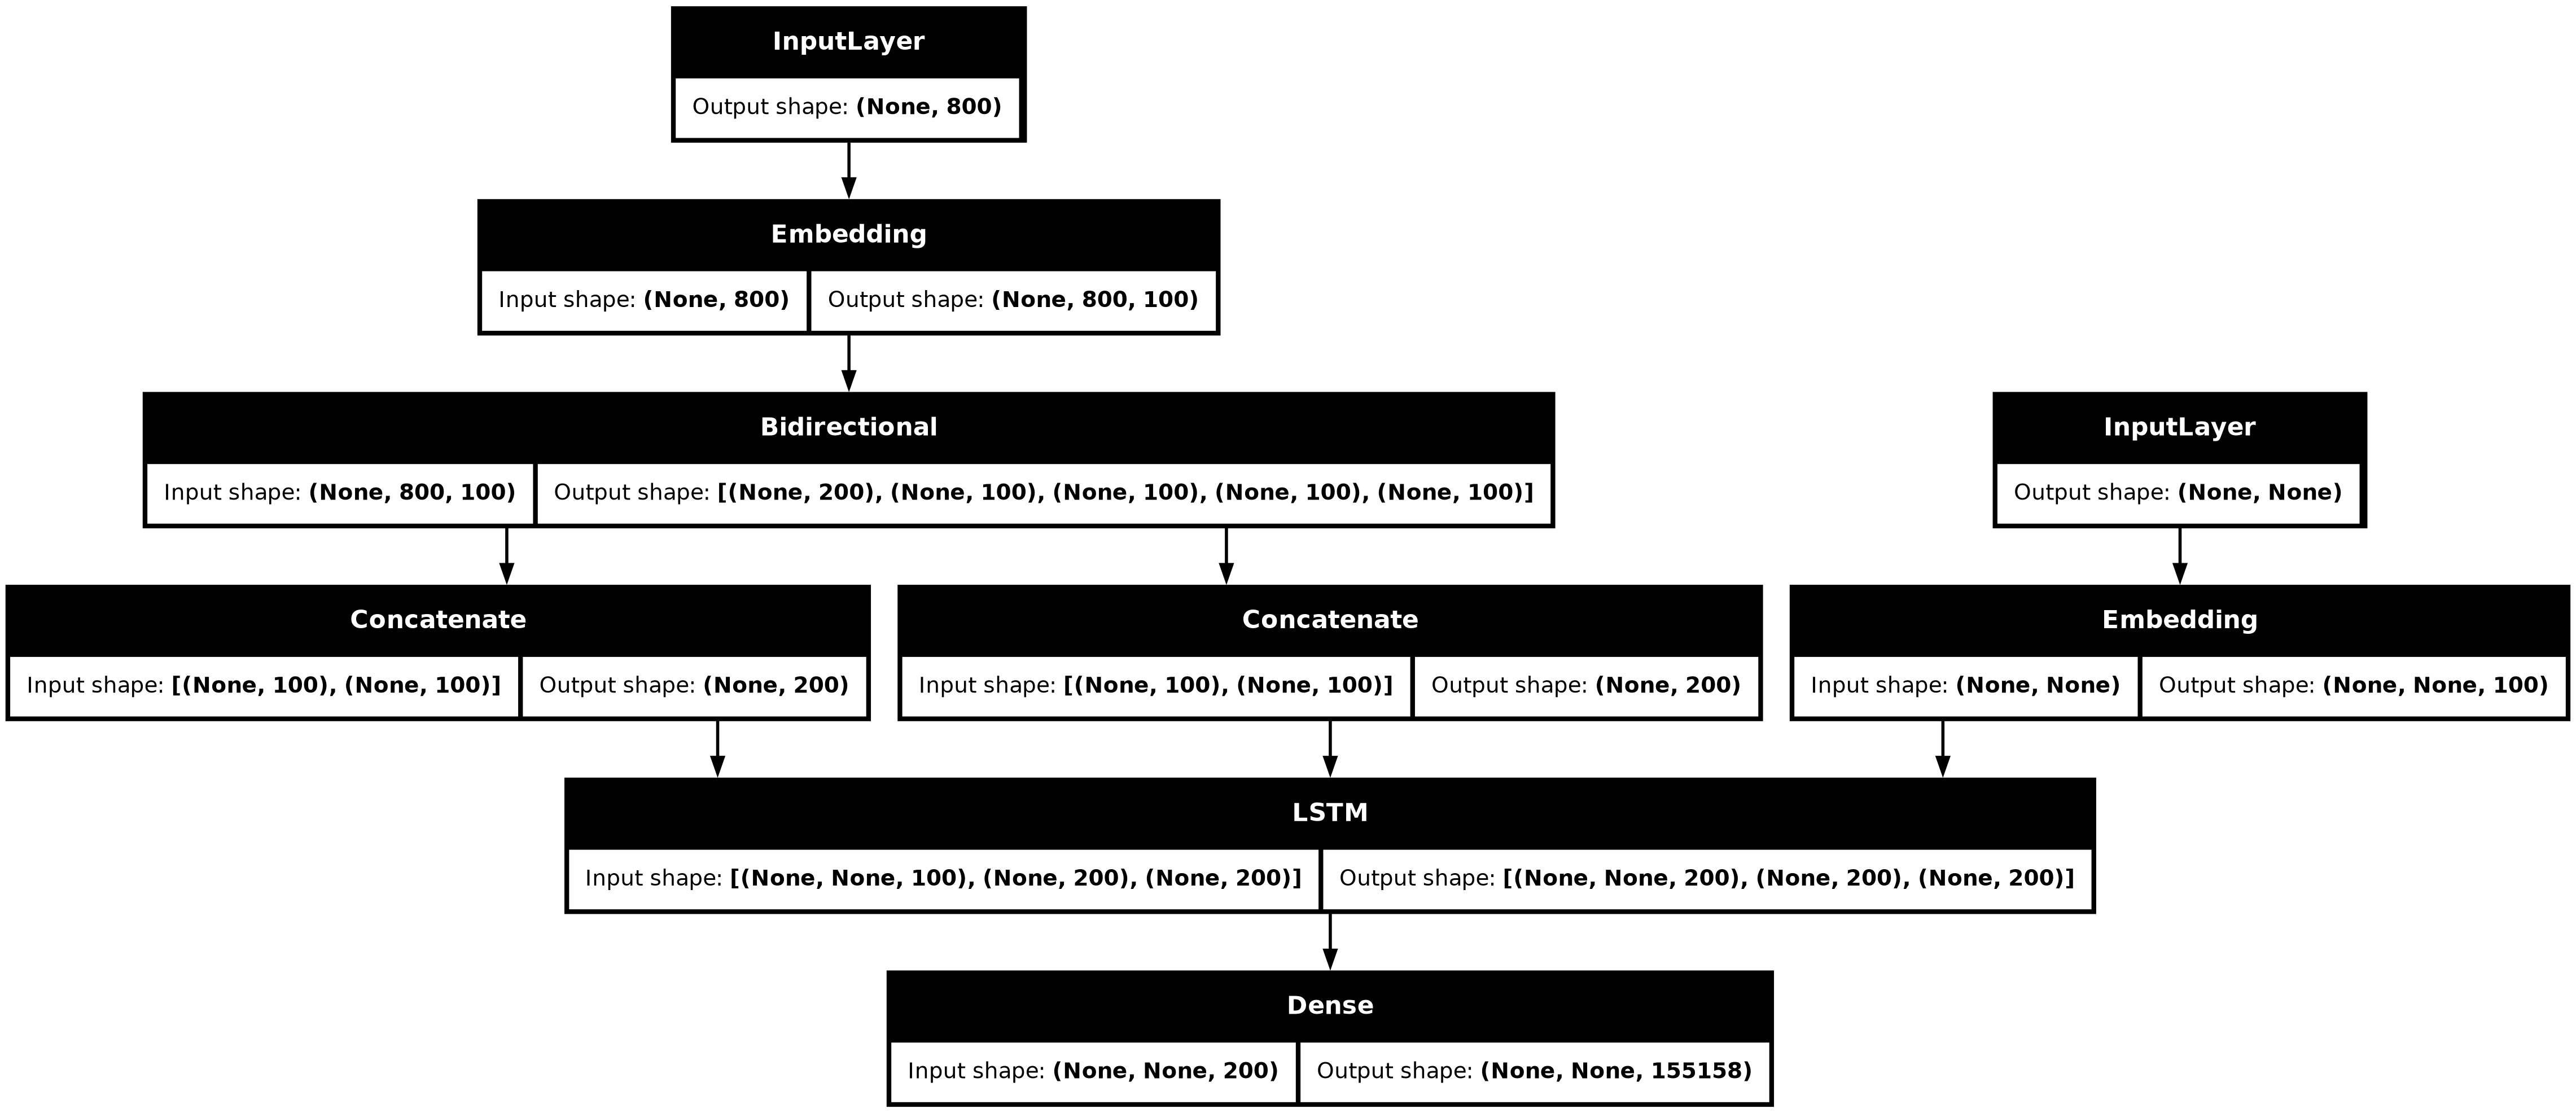 InputLayer
Output shape: (None, 800)
Embedding
Input shape: (None, 800)
Output shape: (None, 800, 100)
Bidirectional
Input shape: (None, 800, 100)
Output shape: [(None, 200), (None, 100), (None, 100), (None, 100), (None, 100)]
InputLayer
Output shape: (None, None)
Concatenate
Input shape: [(None, 100), (None, 100)]
Output shape: (None, 200)
Concatenate
Input shape: [(None, 100), (None, 100)]
Output shape: (None, 200)
Embedding
Input shape: (None, None)
Output shape: (None, None, 100)
LSTM
Input shape: [(None, None, 100), (None, 200), (None, 200)]
Output shape: [(None, None, 200), (None, 200), (None, 200)]
Dense
Input shape: (None, None, 200)
Output shape: (None, None, 155158)